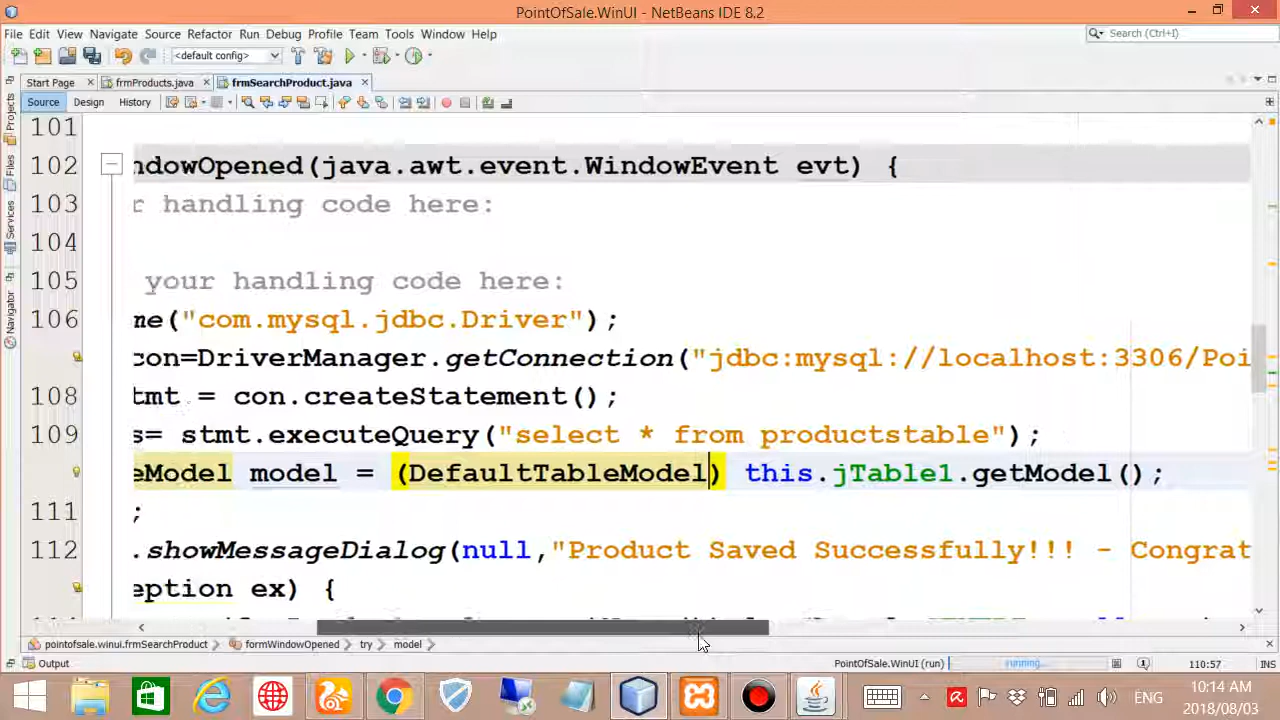 PointOfSale.WinUI - NetBeans IDE 8.2
File Edit View Navigate Source Refactor Run Debug Profile Team Tools Window Help
Search (Ctrl+I)
<default config>
Start Page frmProducts.java frmSearchProduct.java
Source Design History
Projects
Files
Services
Navigator
101
102 ndowOpened(java.awt.event.WindowEvent evt) {
103 r handling code here:
104
105 your handling code here:
106 me("com.mysql.jdbc.Driver");
con=DriverManager.getConnection("jdbc:mysql://localhost:3306/Poi
108 tmt = con.createStatement();
109 s= stmt.executeQuery("select * from productstable");
eModel model = (DefaultTableModel) this.jTable1.getModel();
111 ;
112 .showMessageDialog(null,"Product Saved Successfully!!! - Congrat
eption ex) {
pointofsale.winui.frmSearchProduct formWindowOpened try model
Output PointOfSale.WinUI (run) running... 110:57 INS
ENG
10:14 AM
2018/08/03